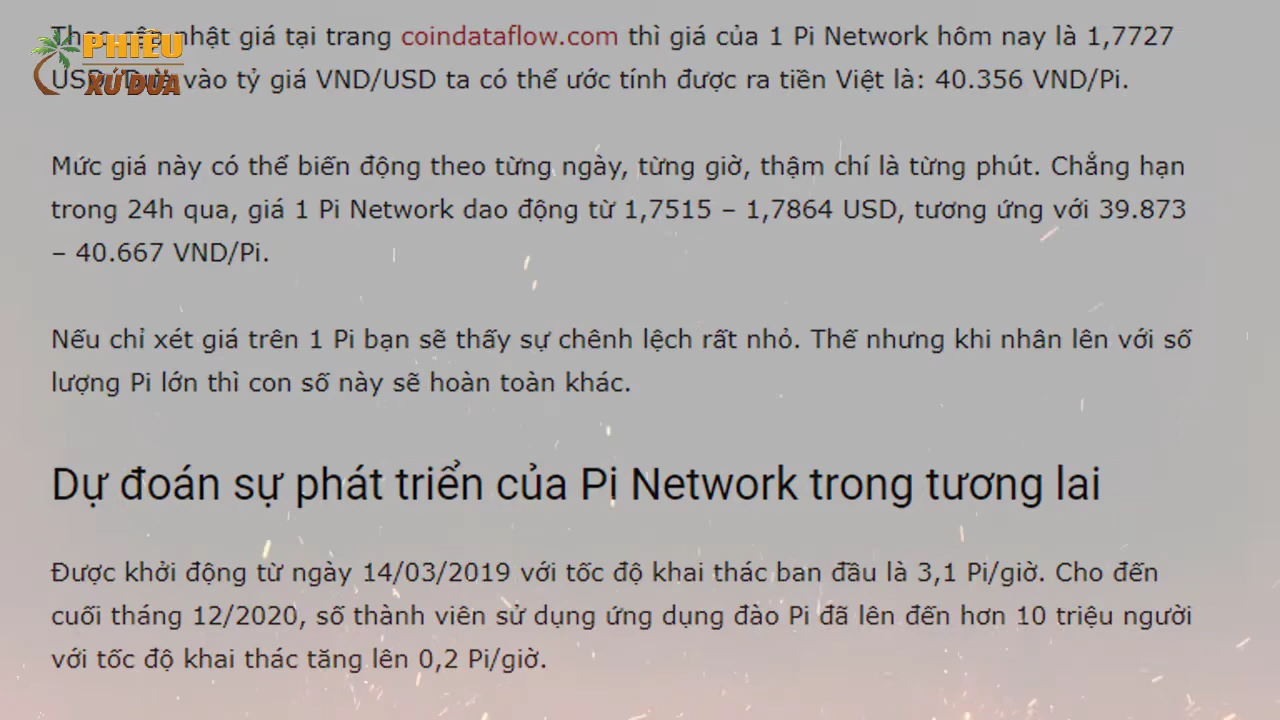 PHIÊU
XỨ DỪA
Theo cập nhật giá tại trang coindataflow.com thì giá của 1 Pi Network hôm nay là 1,7727
USD. Dựa vào tỷ giá VND/USD ta có thể ước tính được ra tiền Việt là: 40.356 VND/Pi.
Mức giá này có thể biến động theo từng ngày, từng giờ, thậm chí là từng phút. Chẳng hạn
trong 24h qua, giá 1 Pi Network dao động từ 1,7515 – 1,7864 USD, tương ứng với 39.873
– 40.667 VND/Pi.
Nếu chỉ xét giá trên 1 Pi bạn sẽ thấy sự chênh lệch rất nhỏ. Thế nhưng khi nhân lên với số
lượng Pi lớn thì con số này sẽ hoàn toàn khác.
Dự đoán sự phát triển của Pi Network trong tương lai
Được khởi động từ ngày 14/03/2019 với tốc độ khai thác ban đầu là 3,1 Pi/giờ. Cho đến
cuối tháng 12/2020, số thành viên sử dụng ứng dụng đào Pi đã lên đến hơn 10 triệu người
với tốc độ khai thác tăng lên 0,2 Pi/giờ.